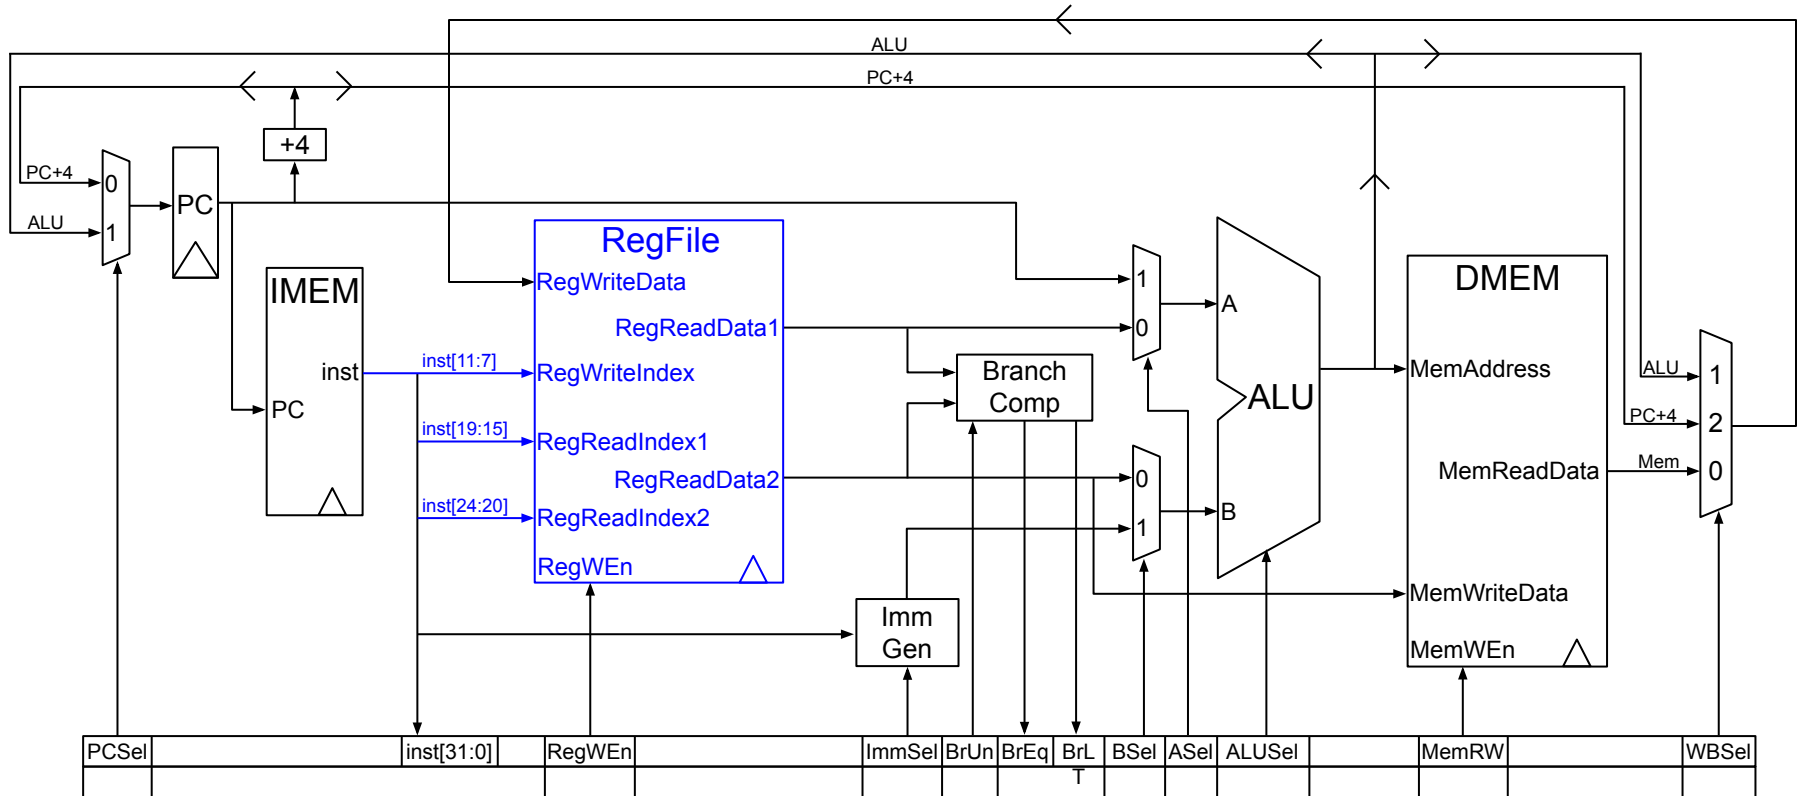 ALU
PC+4
+4
PC+4
0
ALU
1
PC
IMEM
inst
PC
inst[11:7]
inst[19:15]
inst[24:20]
RegFile
RegWriteData
RegReadData1
RegWriteIndex
RegReadIndex1
RegReadData2
RegReadIndex2
RegWEn
Branch
Comp
Imm
Gen
1
0
0
1
A
B
ALU
DMEM
MemAddress
MemReadData
MemWriteData
MemWEn
ALU
1
PC+4
2
Mem
0
PCSel
inst[31:0]
RegWEn
ImmSel
BrUn
BrEq
BrL
T
BSel
ASel
ALUSel
MemRW
WBSel